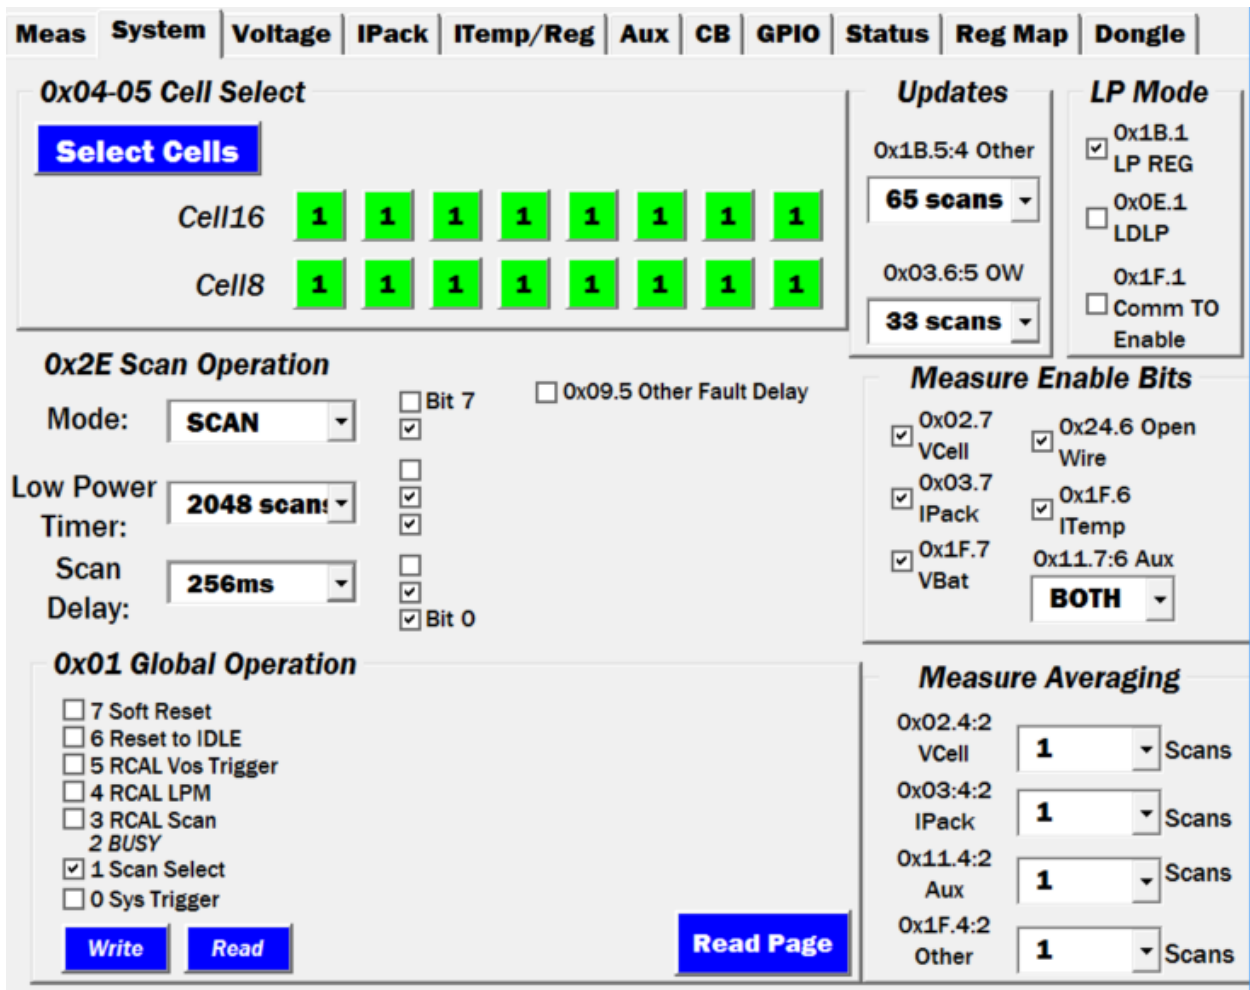 Meas System Voltage IPack ITemp/Reg Aux CB GPIO Status Reg Map Dongle
0x04-05 Cell Select
Select Cells
Cell16 1 1 1 1 1 1 1 1
Cell8 1 1 1 1 1 1 1 1
Updates
0x1B.5:4 Other
65 scans
0x03.6:5 OW
33 scans
LP Mode
0x1B.1
LP REG
0x0E.1
LDLP
0x1F.1
Comm TO
Enable
0x2E Scan Operation
Mode: SCAN
Low Power
Timer:
2048 scans
Scan
Delay:
256ms
Bit 7
Bit 0
0x09.5 Other Fault Delay
Measure Enable Bits
0x02.7
VCell
0x24.6 Open
Wire
0x03.7
IPack
0x1F.6
ITemp
0x1F.7
VBat
0x11.7:6 Aux
BOTH
0x01 Global Operation
7 Soft Reset
6 Reset to IDLE
5 RCAL Vos Trigger
4 RCAL LPM
3 RCAL Scan
2 BUSY
1 Scan Select
0 Sys Trigger
Write Read
Read Page
Measure Averaging
0x02.4:2
VCell
1 Scans
0x03:4:2
IPack
1 Scans
0x11.4:2
Aux
1 Scans
0x1F.4:2
Other
1 Scans